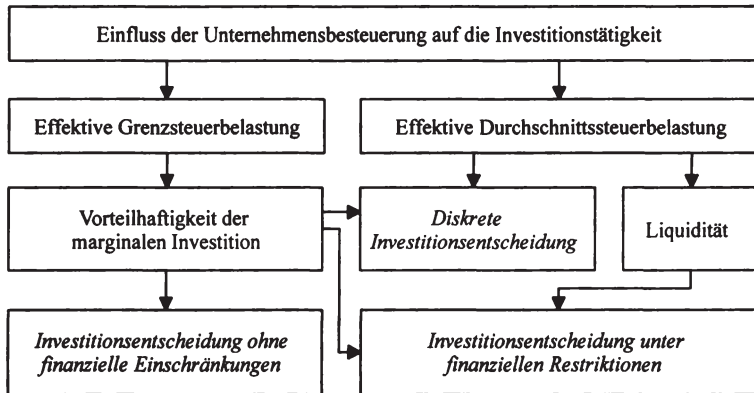 Einfluss der Unternehmensbesteuerung auf die Investitionstätigkeit
Effektive Grenzsteuerbelastung
Effektive Durchschnittssteuerbelastung
Vorteilhaftigkeit der
marginalen Investition
Diskrete
Investitionsentscheidung
Liquidität
Investitionsentscheidung ohne
finanzielle Einschränkungen
Investitionsentscheidung unter
finanziellen Restriktionen